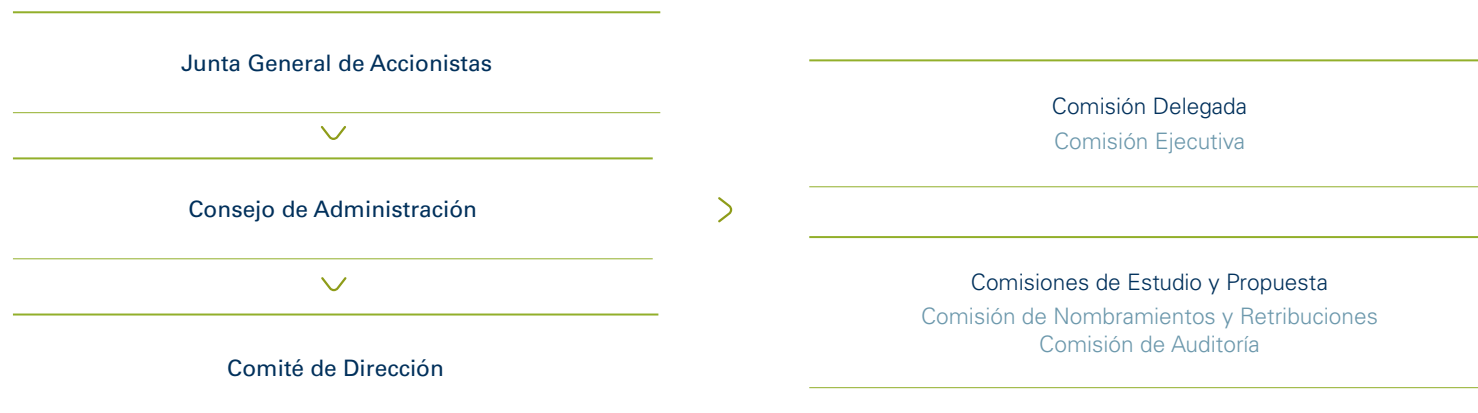 Junta General de Accionistas
Consejo de Administración
Comité de Dirección
Comisión Delegada
Comisión Ejecutiva
Comisiones de Estudio y Propuesta
Comisión de Nombramientos y Retribuciones
Comisión de Auditoría